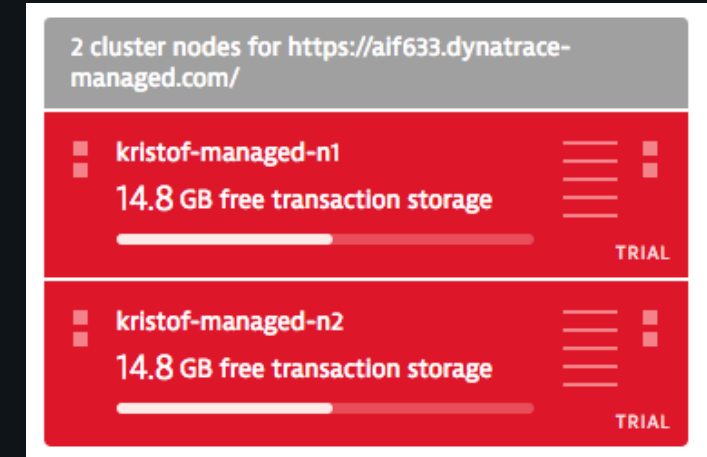 2 cluster nodes for https://aif633.dynatrace-
managed.com/
kristof-managed-n1
14.8 GB free transaction storage
TRIAL
kristof-managed-n2
14.8 GB free transaction storage
TRIAL